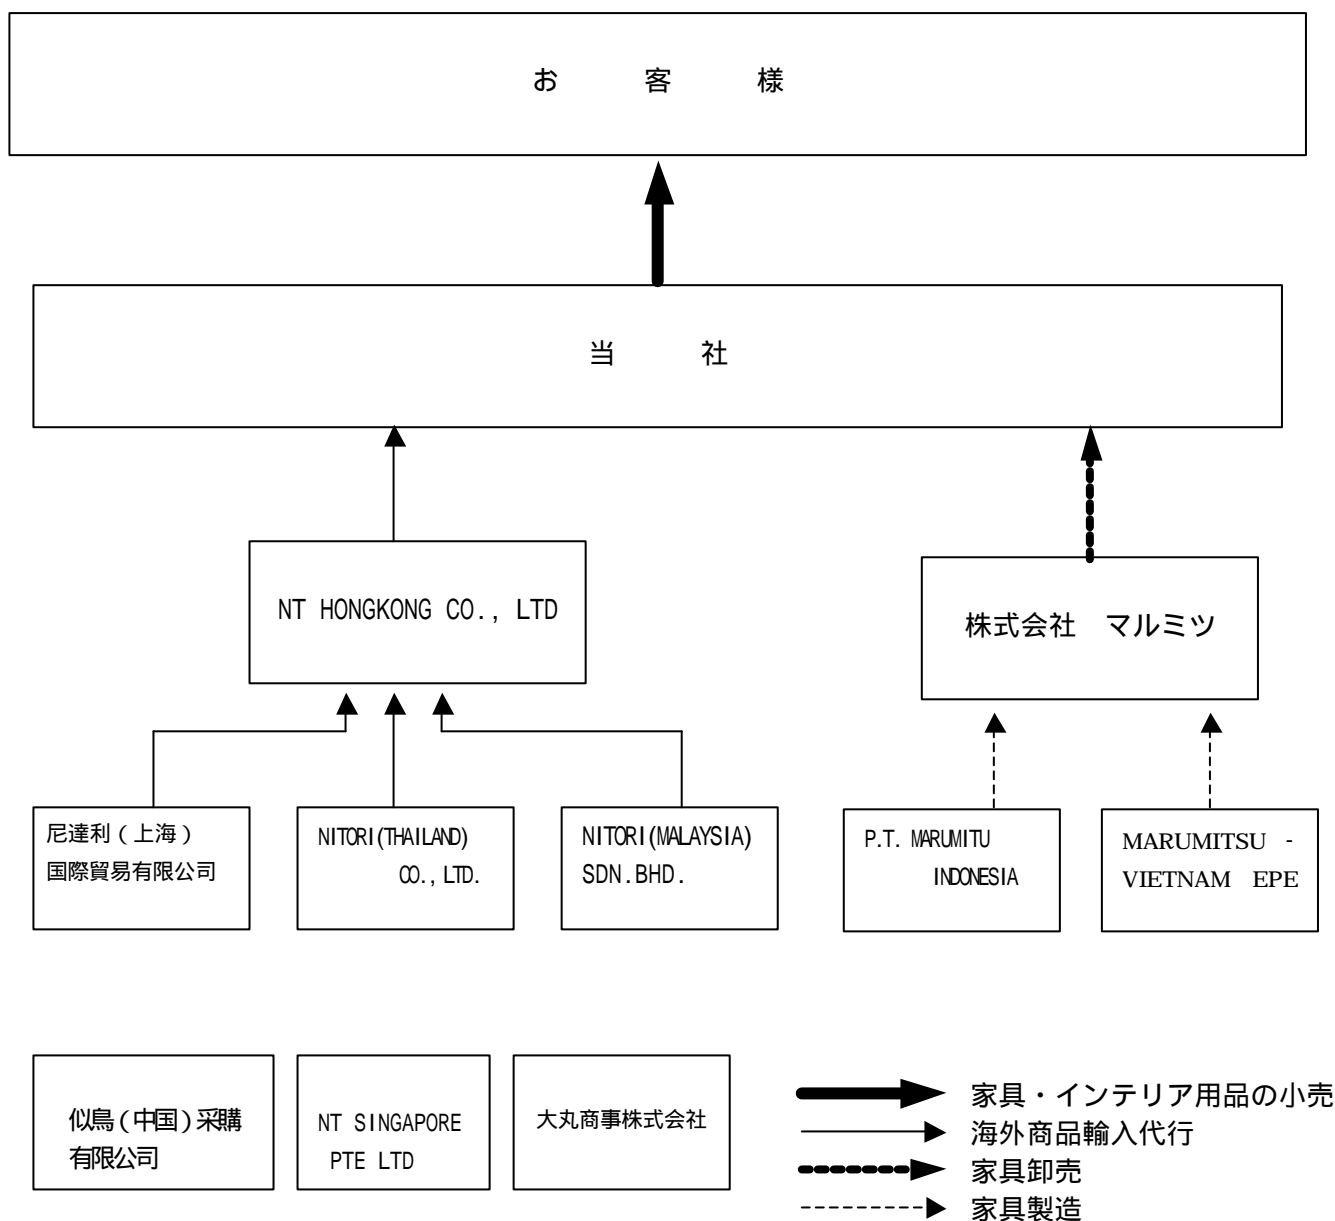 お 客 様
当 社
NT HONGKONG CO., LTD
株式会社 マルミツ
尼達利(上海)
国際貿易有限公司
NITORI(THAILAND)
CO.,LTD.
NITORI(MALAYSIA)
SDN.BHD.
P.T. MARUMITU
INDONESIA
MARUMITSU -
VIETNAM EPE
似鳥(中国)采購
有限公司
NT SINGAPORE
PTE LTD
大丸商事株式会社
家具・インテリア用品の小売
海外商品輸入代行
家具卸売
家具製造